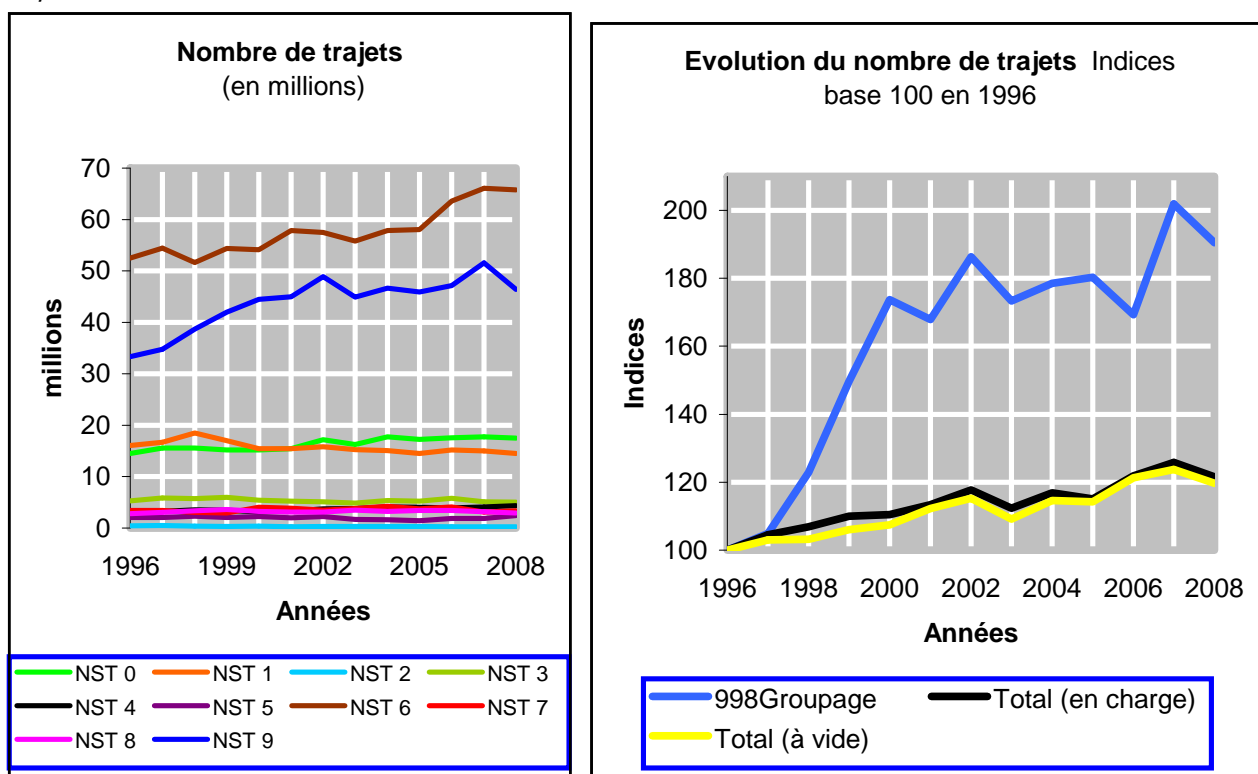 Nombre de trajets
(en millions)
70
60
50
40
30
20
10
0
millions
1996 1999 2002 2005 2008
Années
NST 0 NST 1 NST 2 NST 3
NST 4 NST 5 NST 6 NST 7
NST 8 NST 9
Evolution du nombre de trajets Indices
base 100 en 1996
200
180
160
140
120
100
Indices
1996 1998 2000 2002 2004 2006 2008
Années
998Groupage Total (en charge)
Total (à vide)